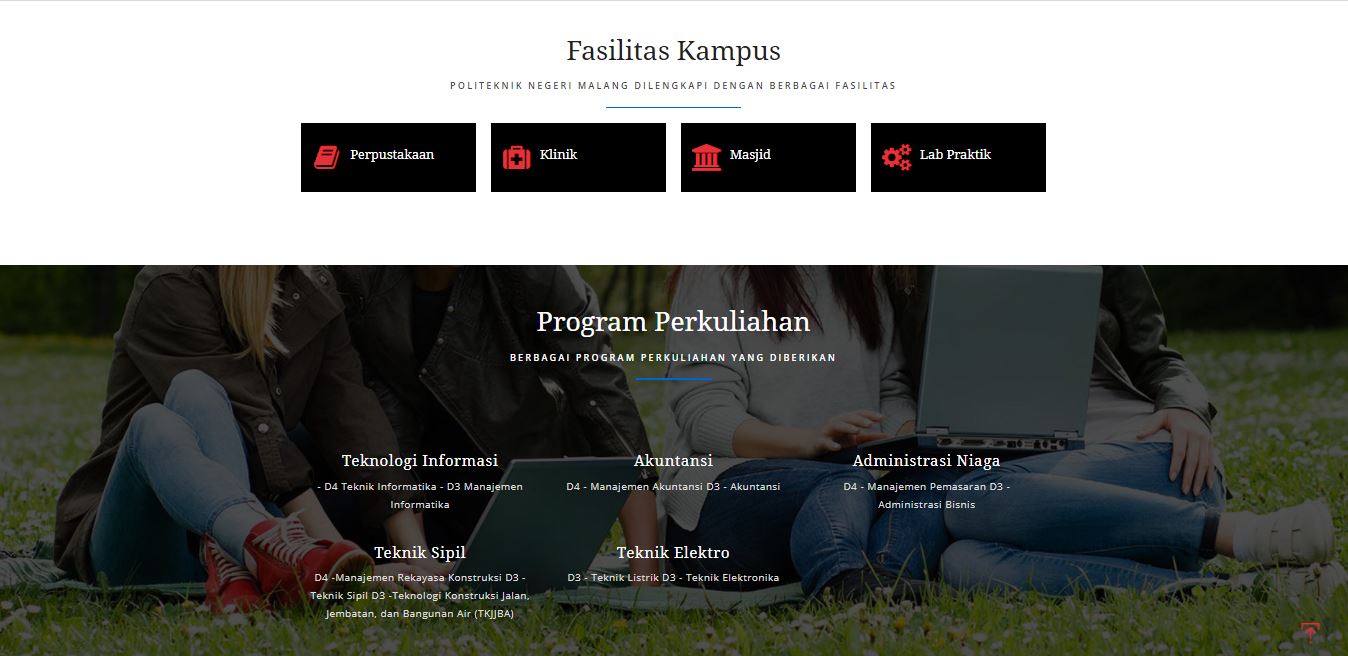 Fasilitas Kampus
POLITEKNIK NEGERI MALANG DILENGKAPI DENGAN BERBAGAI FASILITAS
Perpustakaan
Klinik
Masjid
Lab Praktik
Program Perkuliahan
BERBAGAI PROGRAM PERKULIAHAN YANG DIBERIKAN
Teknologi Informasi
- D4 Teknik Informatika - D3 Manajemen
Informatika
Akuntansi
D4 - Manajemen Akuntansi D3 - Akuntansi
Administrasi Niaga
D4 - Manajemen Pemasaran D3 -
Administrasi Bisnis
Teknik Sipil
D4 -Manajemen Rekayasa Konstruksi D3 -
Teknik Sipil D3 -Teknologi Konstruksi Jalan,
Jembatan, dan Bangunan Air (TKJJBA)
Teknik Elektro
D3 - Teknik Listrik D3 - Teknik Elektronika